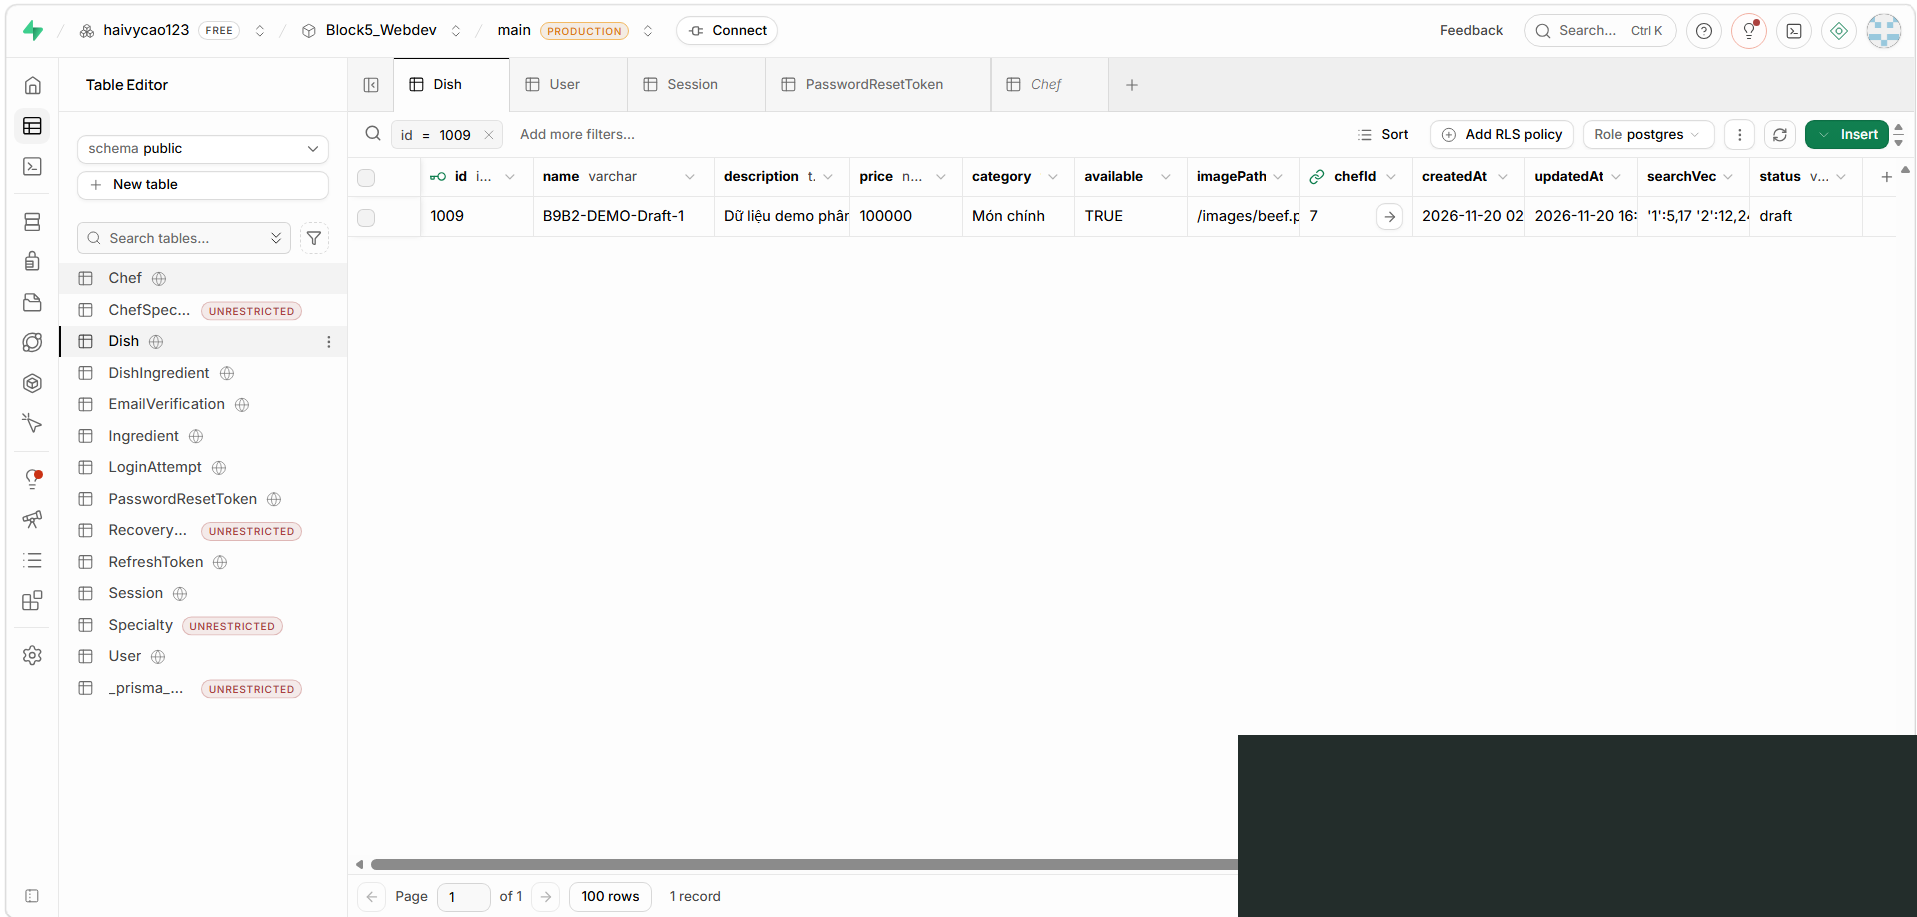 haivycao123 FREE Block5_Webdev main PRODUCTION Connect Feedback Search... Ctrl K
Table Editor
Dish User Session PasswordResetToken Chef
schema public
New table
Search tables...
Chef
ChefSpec... UNRESTRICTED
Dish
DishIngredient
EmailVerification
Ingredient
LoginAttempt
PasswordResetToken
Recovery... UNRESTRICTED
RefreshToken
Session
Specialty UNRESTRICTED
User
_prisma_... UNRESTRICTED
id = 1009 Add more filters... Sort Add RLS policy Role postgres Insert
id i... name varchar description t. price n... category available imagePath chefId createdAt updatedAt searchVec status v...
1009 B9B2-DEMO-Draft-1 Dữ liệu demo phân 100000 Món chính TRUE /images/beef.p 7 2026-11-20 02 2026-11-20 16: '1':5,17 '2':12,24 draft
Page 1 of 1 100 rows 1 record